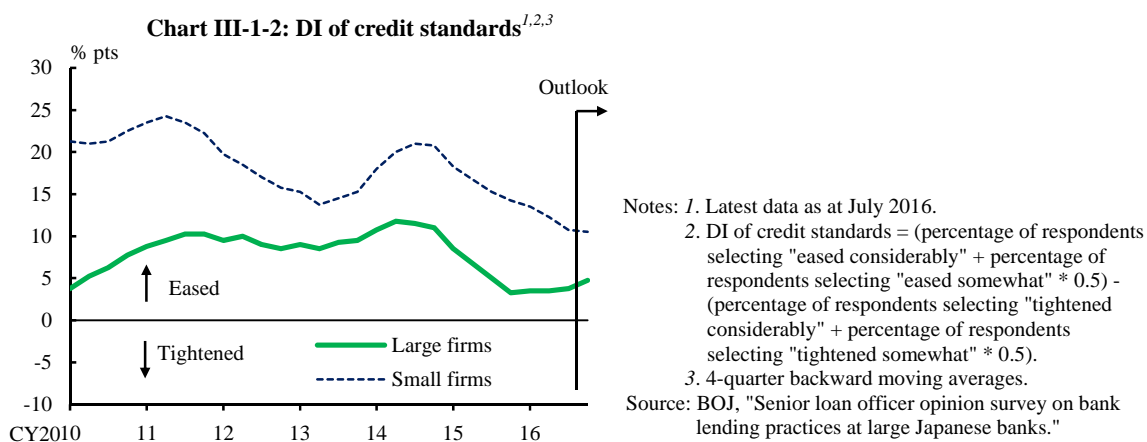 Chart III-1-2: DI of credit standards1,2,3
% pts
30
25
20
15
10
5
0
-5
-10
Outlook
Eased
Tightened
Large firms
Small firms
CY2010
11
12
13
14
15
16
Notes: 1. Latest data as at July 2016.
2. DI of credit standards = (percentage of respondents
selecting "eased considerably" + percentage of
respondents selecting "eased somewhat" * 0.5) -
(percentage of respondents selecting "tightened
considerably" + percentage of respondents
selecting "tightened somewhat" * 0.5).
3. 4-quarter backward moving averages.
Source: BOJ, "Senior loan officer opinion survey on bank
lending practices at large Japanese banks."